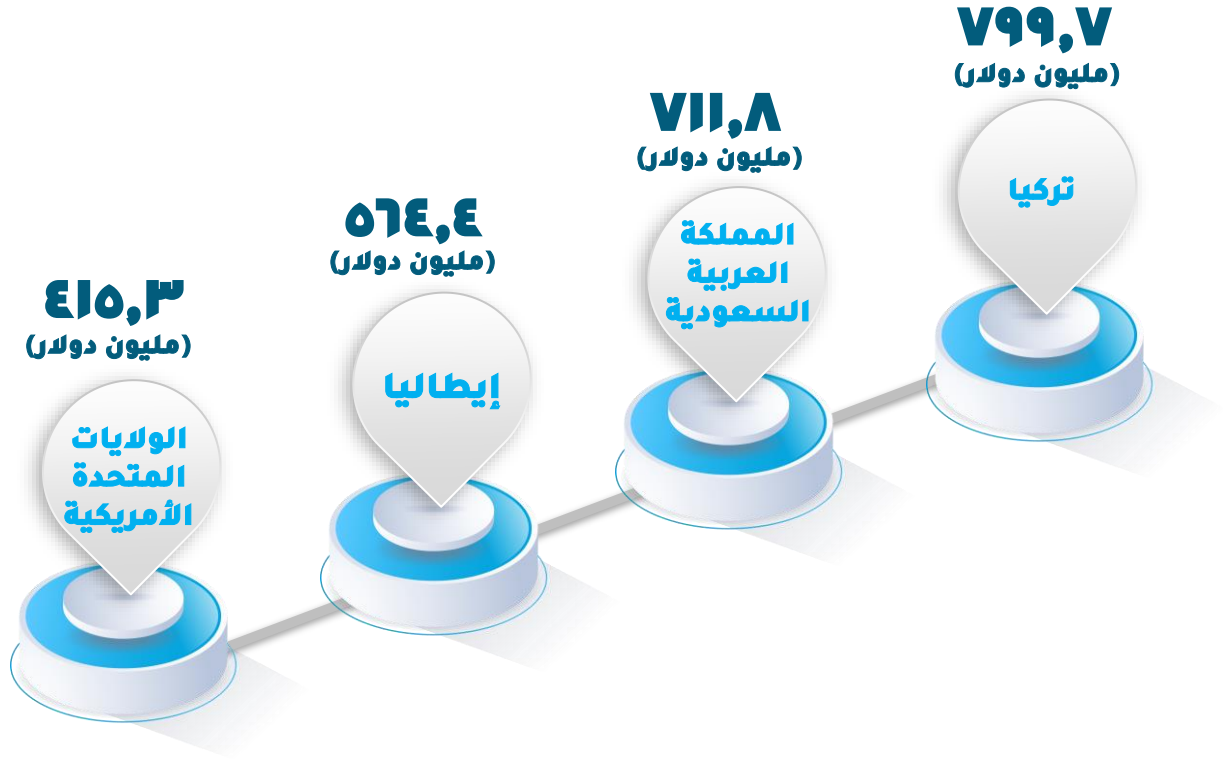 ٧٩٩,٧
(مليون دولار)
تركيا
٧١١,٨
(مليون دولار)
المملكة
العربية
السعودية
٥٦٤,٤
(مليون دولار)
إيطاليا
٤١٥,٣
(مليون دولار)
الولايات
المتحدة
الأمريكية